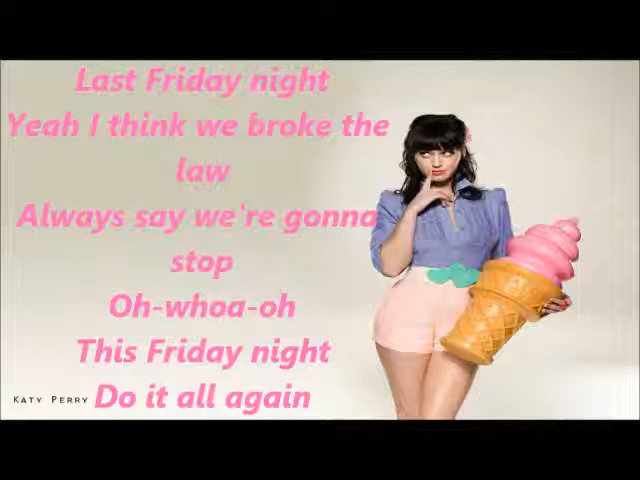 Last Friday night
Yeah I think we broke the
law
Always say we're gonna
stop
Oh-whoa-oh
This Friday night
Do it all again
KATY PERRY